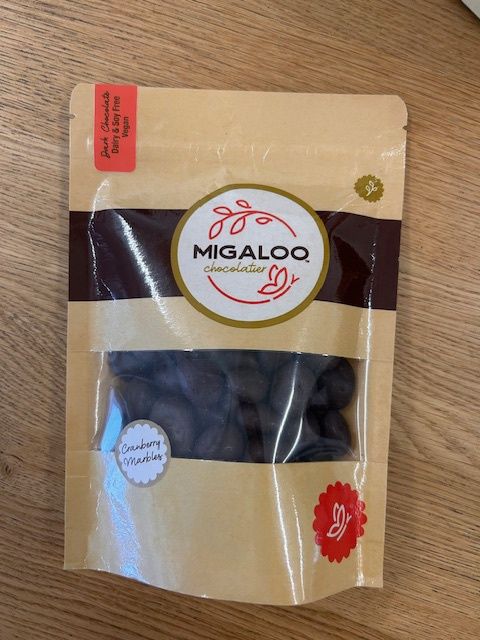 Dark Chocolate
Dairy & Soy Free
Vegan
MIGALOO
chocolatier
Cranberry
Marbles